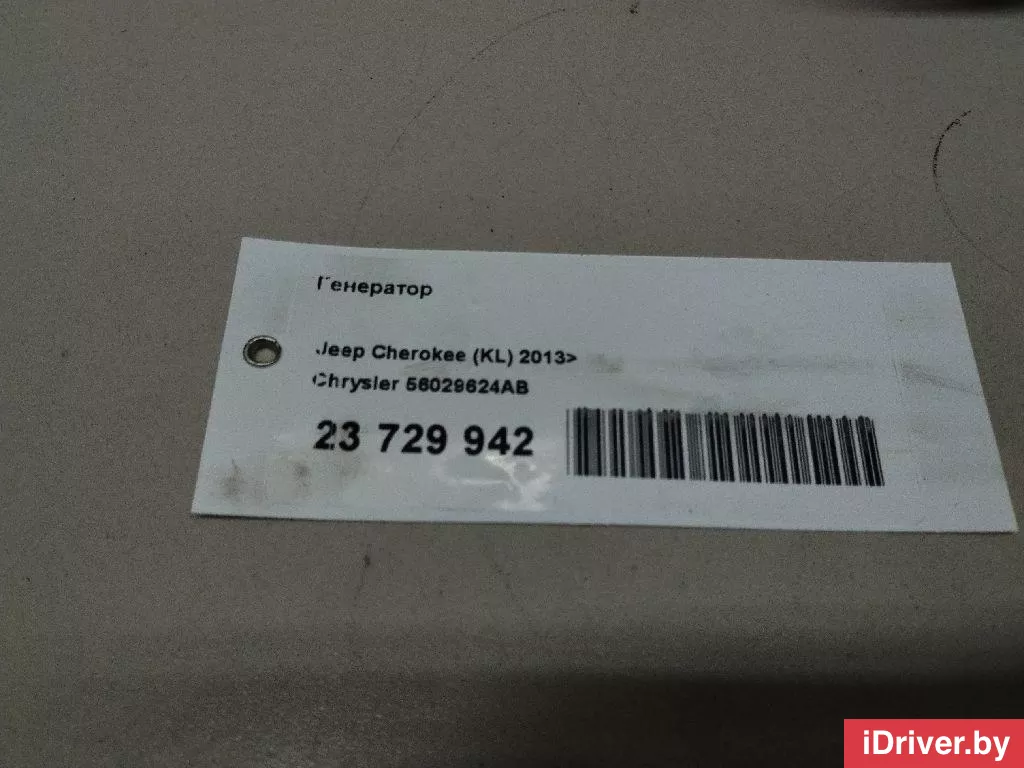 Генератор
Jeep Cherokee (KL) 2013>
Chrysler 56029624AB
23 729 942
iDriver.by